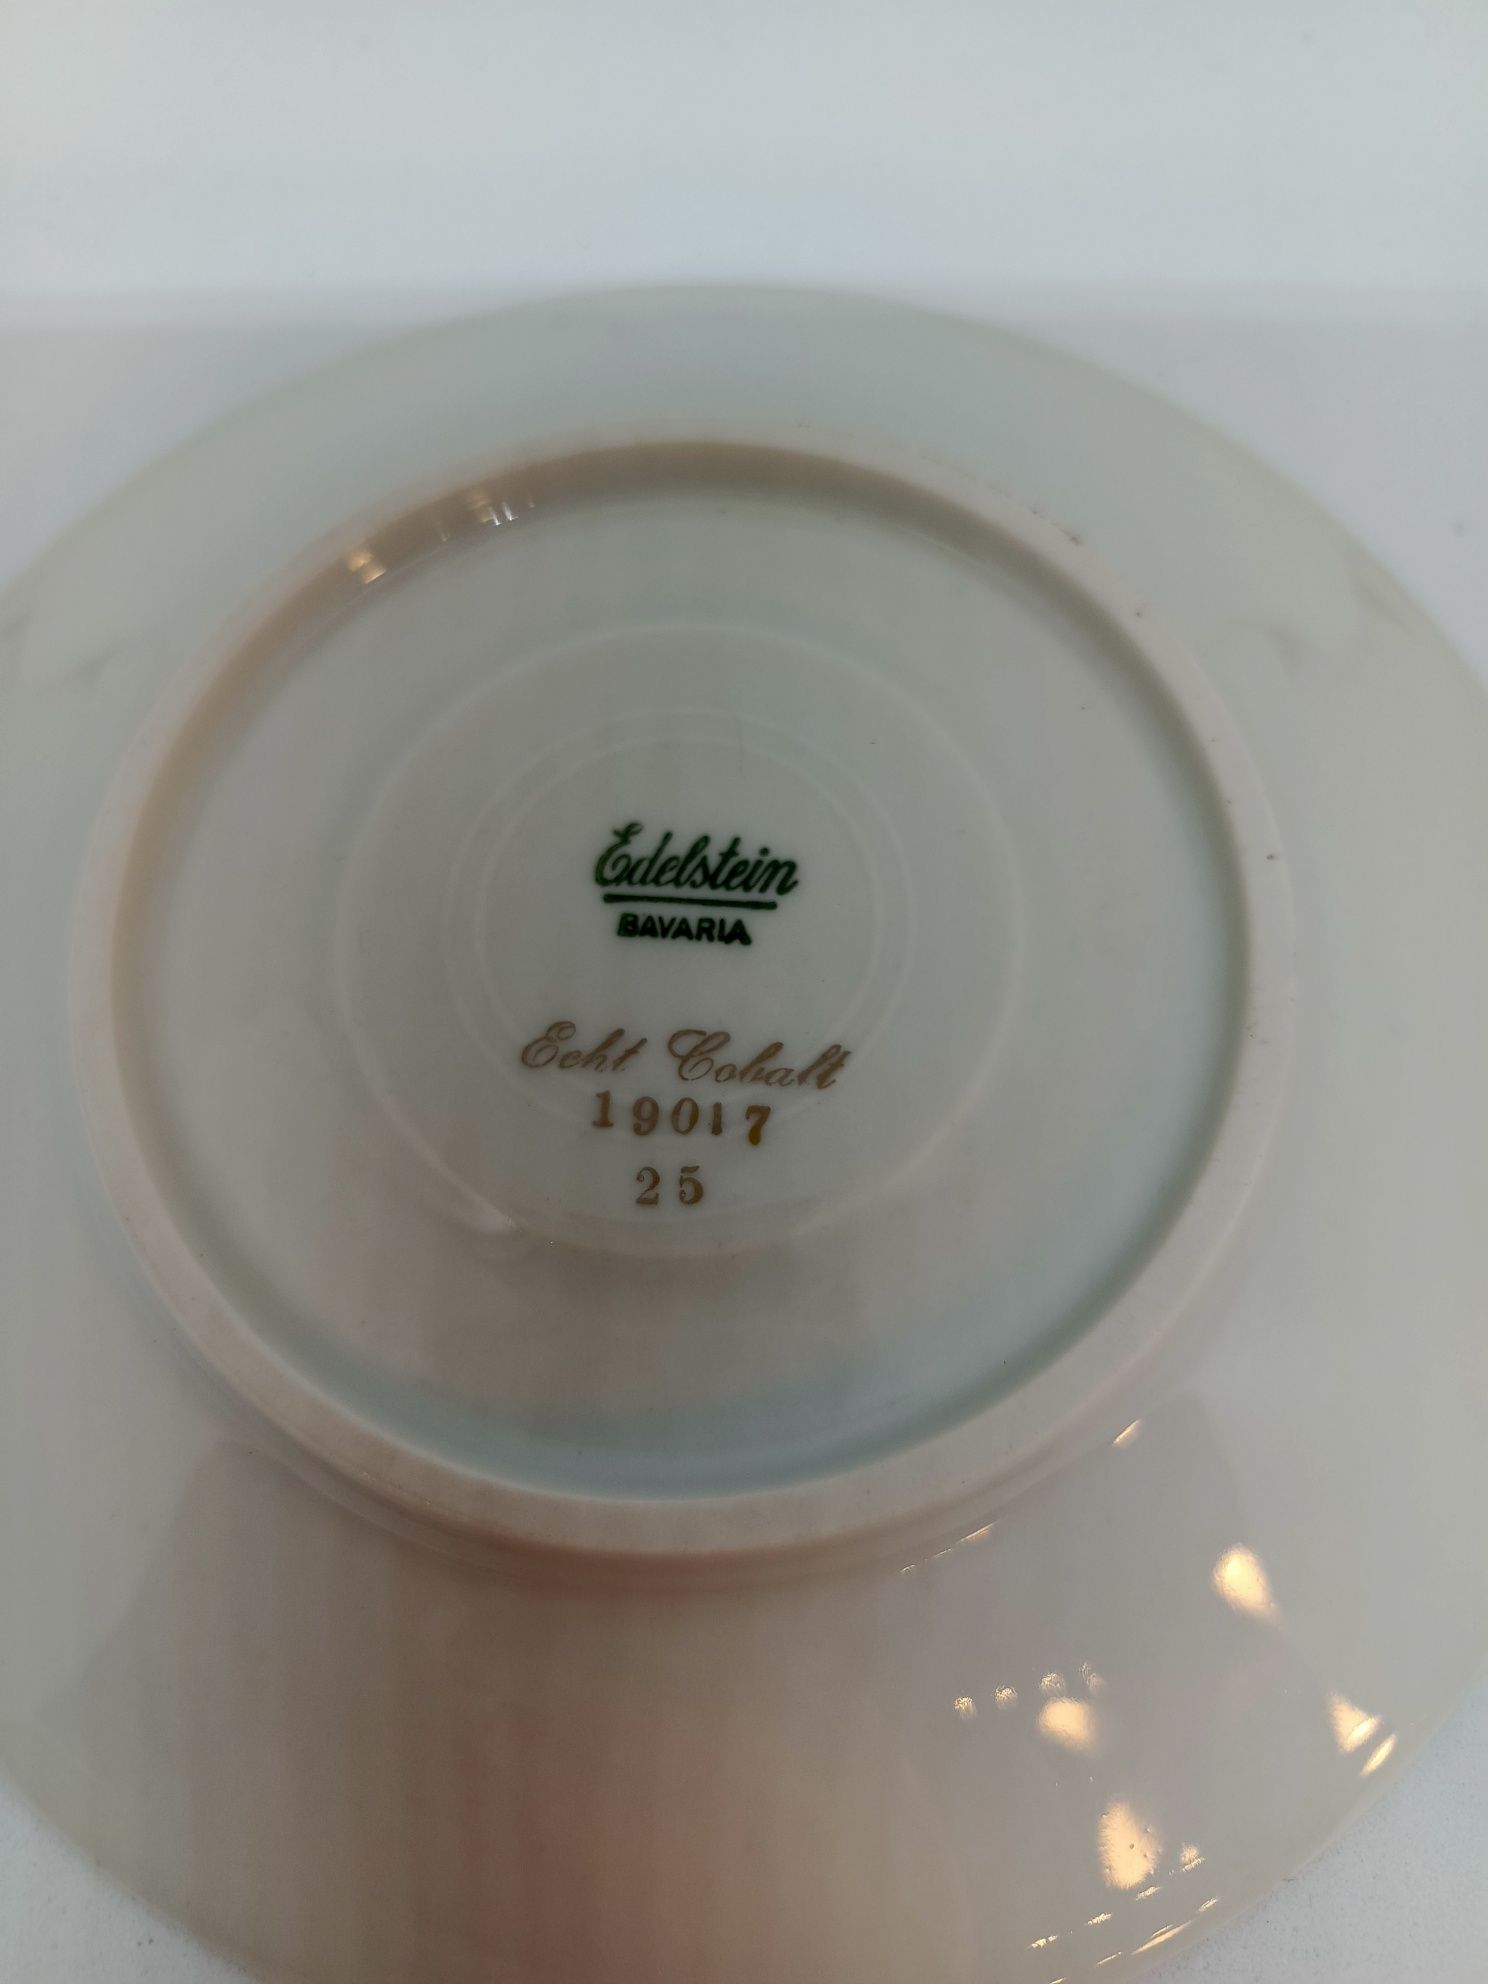 Edelstein
BAVARIA
Echt Cobalt
19017
25